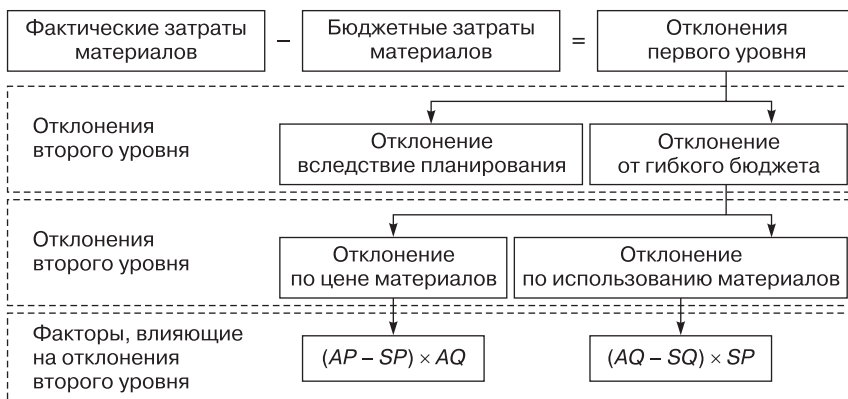 Фактические затраты
материалов
–
Бюджетные затраты
материалов
=
Отклонения
первого уровня
Отклонения
второго уровня
Отклонение
вследствие планирования
Отклонение
от гибкого бюджета
Отклонения
второго уровня
Отклонение
по цене материалов
Отклонение
по использованию материалов
Факторы, влияющие
на отклонения
второго уровня
(AP – SP) × AQ
(AQ – SQ) × SP